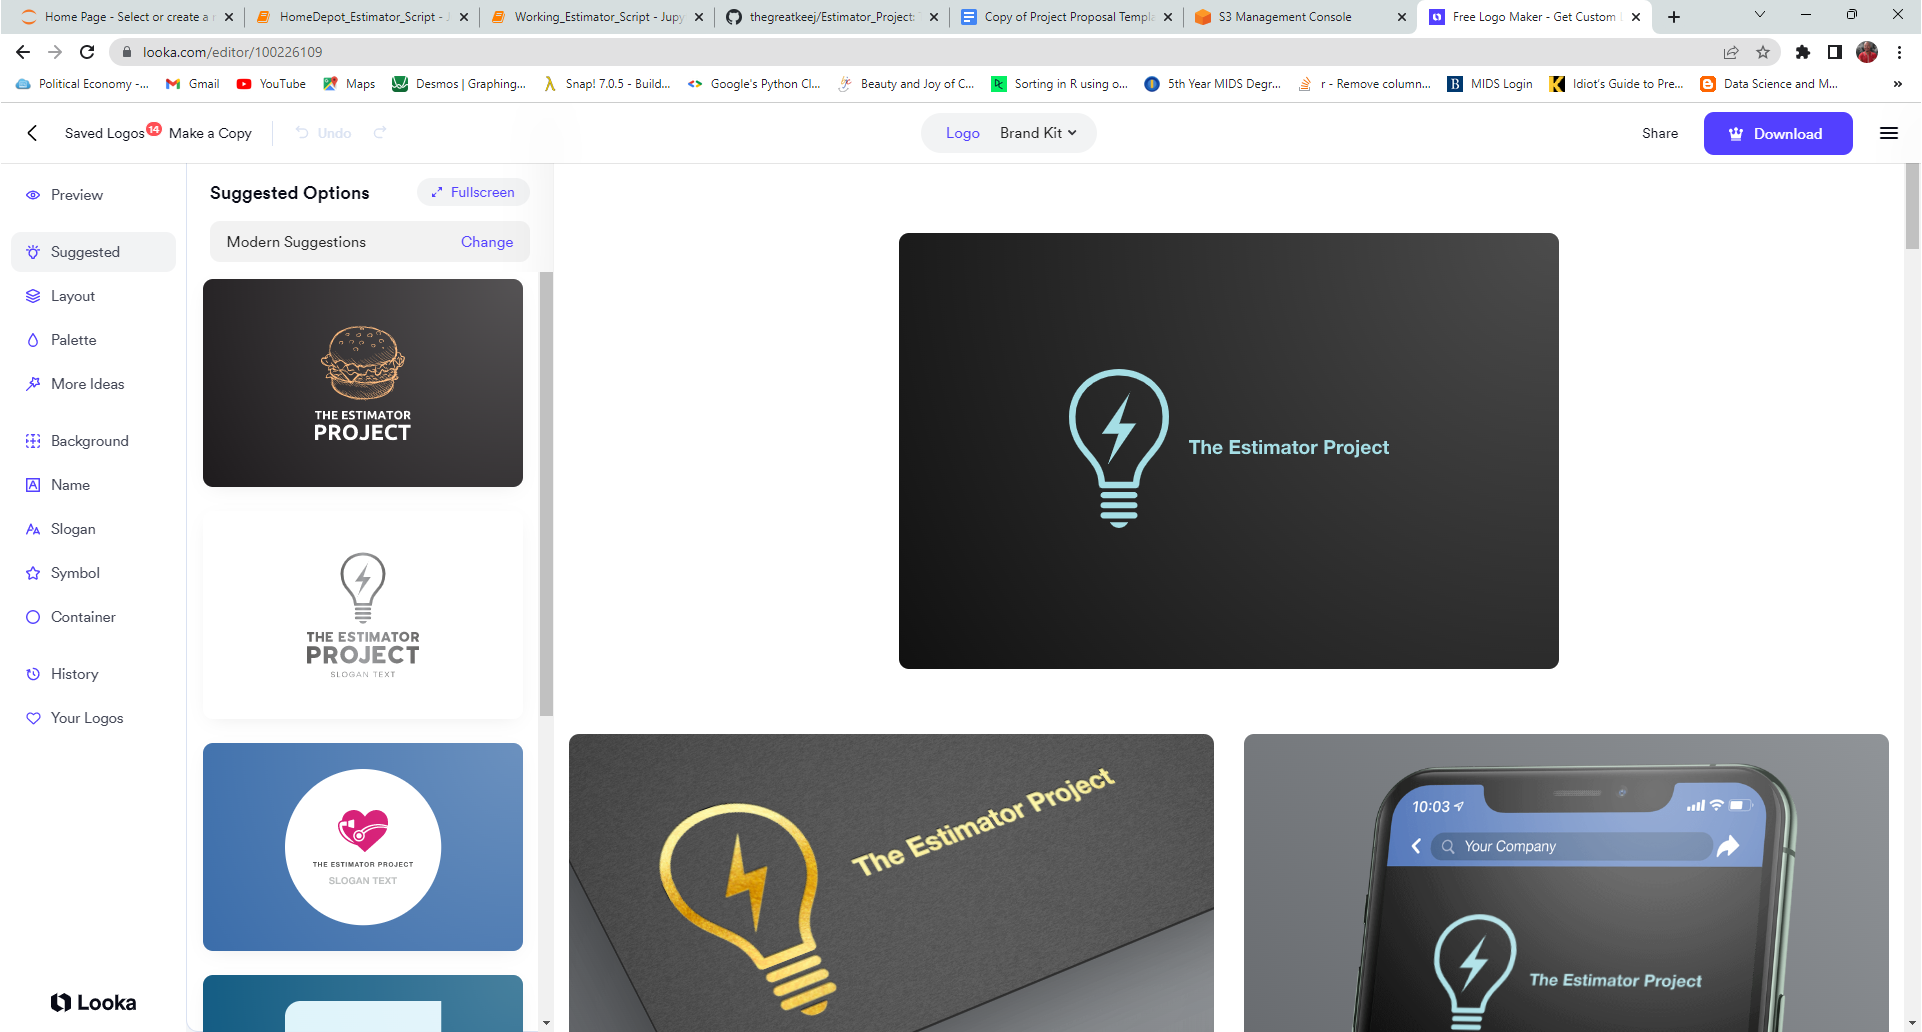 Home Page - Select or create a n
HomeDepot_Estimator_Script - J
Working_Estimator_Script - Jupy
thegreatkeej/Estimator_Project:
Copy of Project Proposal Templa
S3 Management Console
Free Logo Maker - Get Custom
looka.com/editor/100226109
Political Economy -...
Gmail
YouTube
Maps
Desmos | Graphing...
Snap! 7.0.5 - Build...
Google's Python Cl...
Beauty and Joy of C...
Sorting in R using o...
5th Year MIDS Degr...
r - Remove column...
MIDS Login
Idiot's Guide to Pre...
Data Science and M...
Saved Logos 14
Make a Copy
Undo
Logo
Brand Kit
Share
Download
Preview
Suggested
Layout
Palette
More Ideas
Background
Name
Slogan
Symbol
Container
History
Your Logos
Looka
Suggested Options
Fullscreen
Modern Suggestions
Change
THE ESTIMATOR
PROJECT
THE ESTIMATOR
PROJECT
SLOGAN TEXT
THE ESTIMATOR PROJECT
SLOGAN TEXT
The Estimator Project
The Estimator Project
10:03
Your Company
The Estimator Project